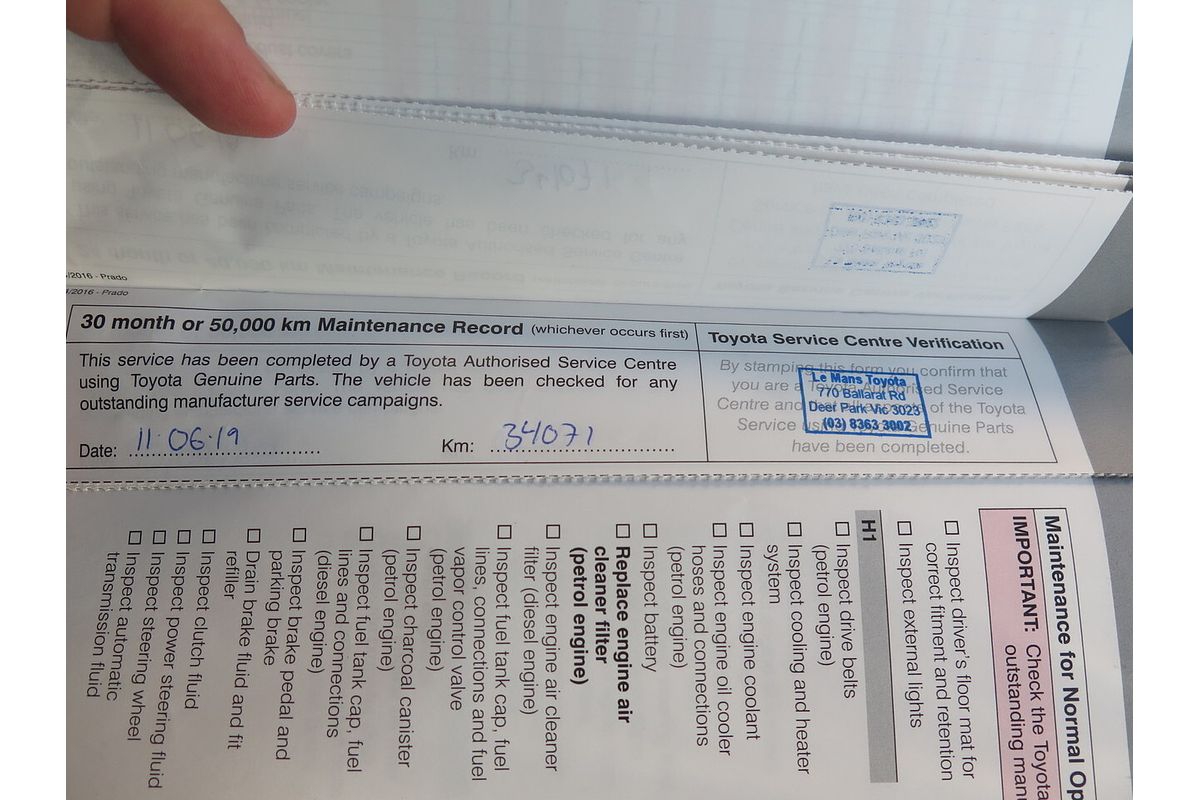 /2016 - Prado
/2016 - Prado
30 month or 50,000 km Maintenance Record (whichever occurs first)
This service has been completed by a Toyota Authorised Service Centre
using Toyota Genuine Parts. The vehicle has been checked for any
outstanding manufacturer service campaigns.
Date: 11.06.19 Km: 34071
Toyota Service Centre Verification
By stamping this form you confirm that
you are a Toyota Authorised Service
Centre and of the Toyota
Service Genuine Parts
have been completed.
Le Mans Toyota
770 Ballarat Rd
Deer Park Vic 3023
(03) 8363 3002
Maintenance for Normal Op
IMPORTANT: Check the Toyota
outstanding man
☐ Inspect driver's floor mat for
correct fitment and retention
☐ Inspect external lights
H1
☐ Inspect drive belts
(petrol engine)
☐ Inspect cooling and heater
system
☐ Inspect engine coolant
☐ Inspect engine oil cooler
hoses and connections
(petrol engine)
☐ Inspect battery
☐ Replace engine air
cleaner filter
(petrol engine)
☐ Inspect engine air cleaner
filter (diesel engine)
☐ Inspect fuel tank cap, fuel
lines, connections and fuel
vapor control valve
(petrol engine)
☐ Inspect charcoal canister
(petrol engine)
☐ Inspect fuel tank cap, fuel
lines and connections
(diesel engine)
☐ Inspect brake pedal and
parking brake
☐ Drain brake fluid and fit
refiller
☐ Inspect clutch fluid
☐ Inspect power steering fluid
☐ Inspect steering wheel
☐ Inspect automatic
transmission fluid